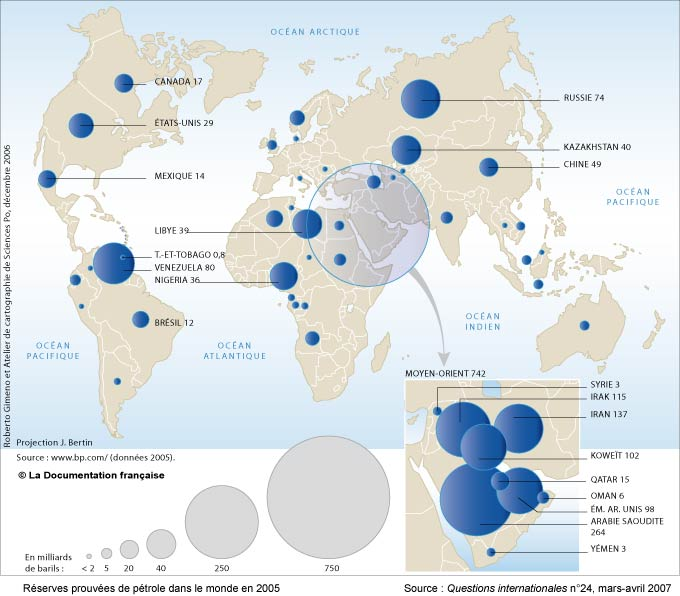 OCÉAN ARCTIQUE
CANADA 17
RUSSIE 74
ÉTATS-UNIS 29
KAZAKHSTAN 40
CHINE 49
MEXIQUE 14
OCÉAN
PACIFIQUE
LIBYE 39
T.-ET-TOBAGO 0,8
VENEZUELA 80
NIGERIA 36
BRÉSIL 12
OCÉAN
PACIFIQUE
OCÉAN
ATLANTIQUE
OCÉAN
INDIEN
Roberto Gimeno et Atelier de cartographie de Sciences Po, décembre 2006
MOYEN-ORIENT 742
SYRIE 3
IRAK 115
IRAN 137
KOWEÏT 102
QATAR 15
OMAN 6
ÉM. AR. UNIS 98
ARABIE SAOUDITE
264
YÉMEN 3
Projection J. Bertin
Source : www.bp.com/ (données 2005).
© La Documentation française
En milliards
de barils : < 2 5 20 40 250 750
Réserves prouvées de pétrole dans le monde en 2005
Source : Questions internationales n°24, mars-avril 2007